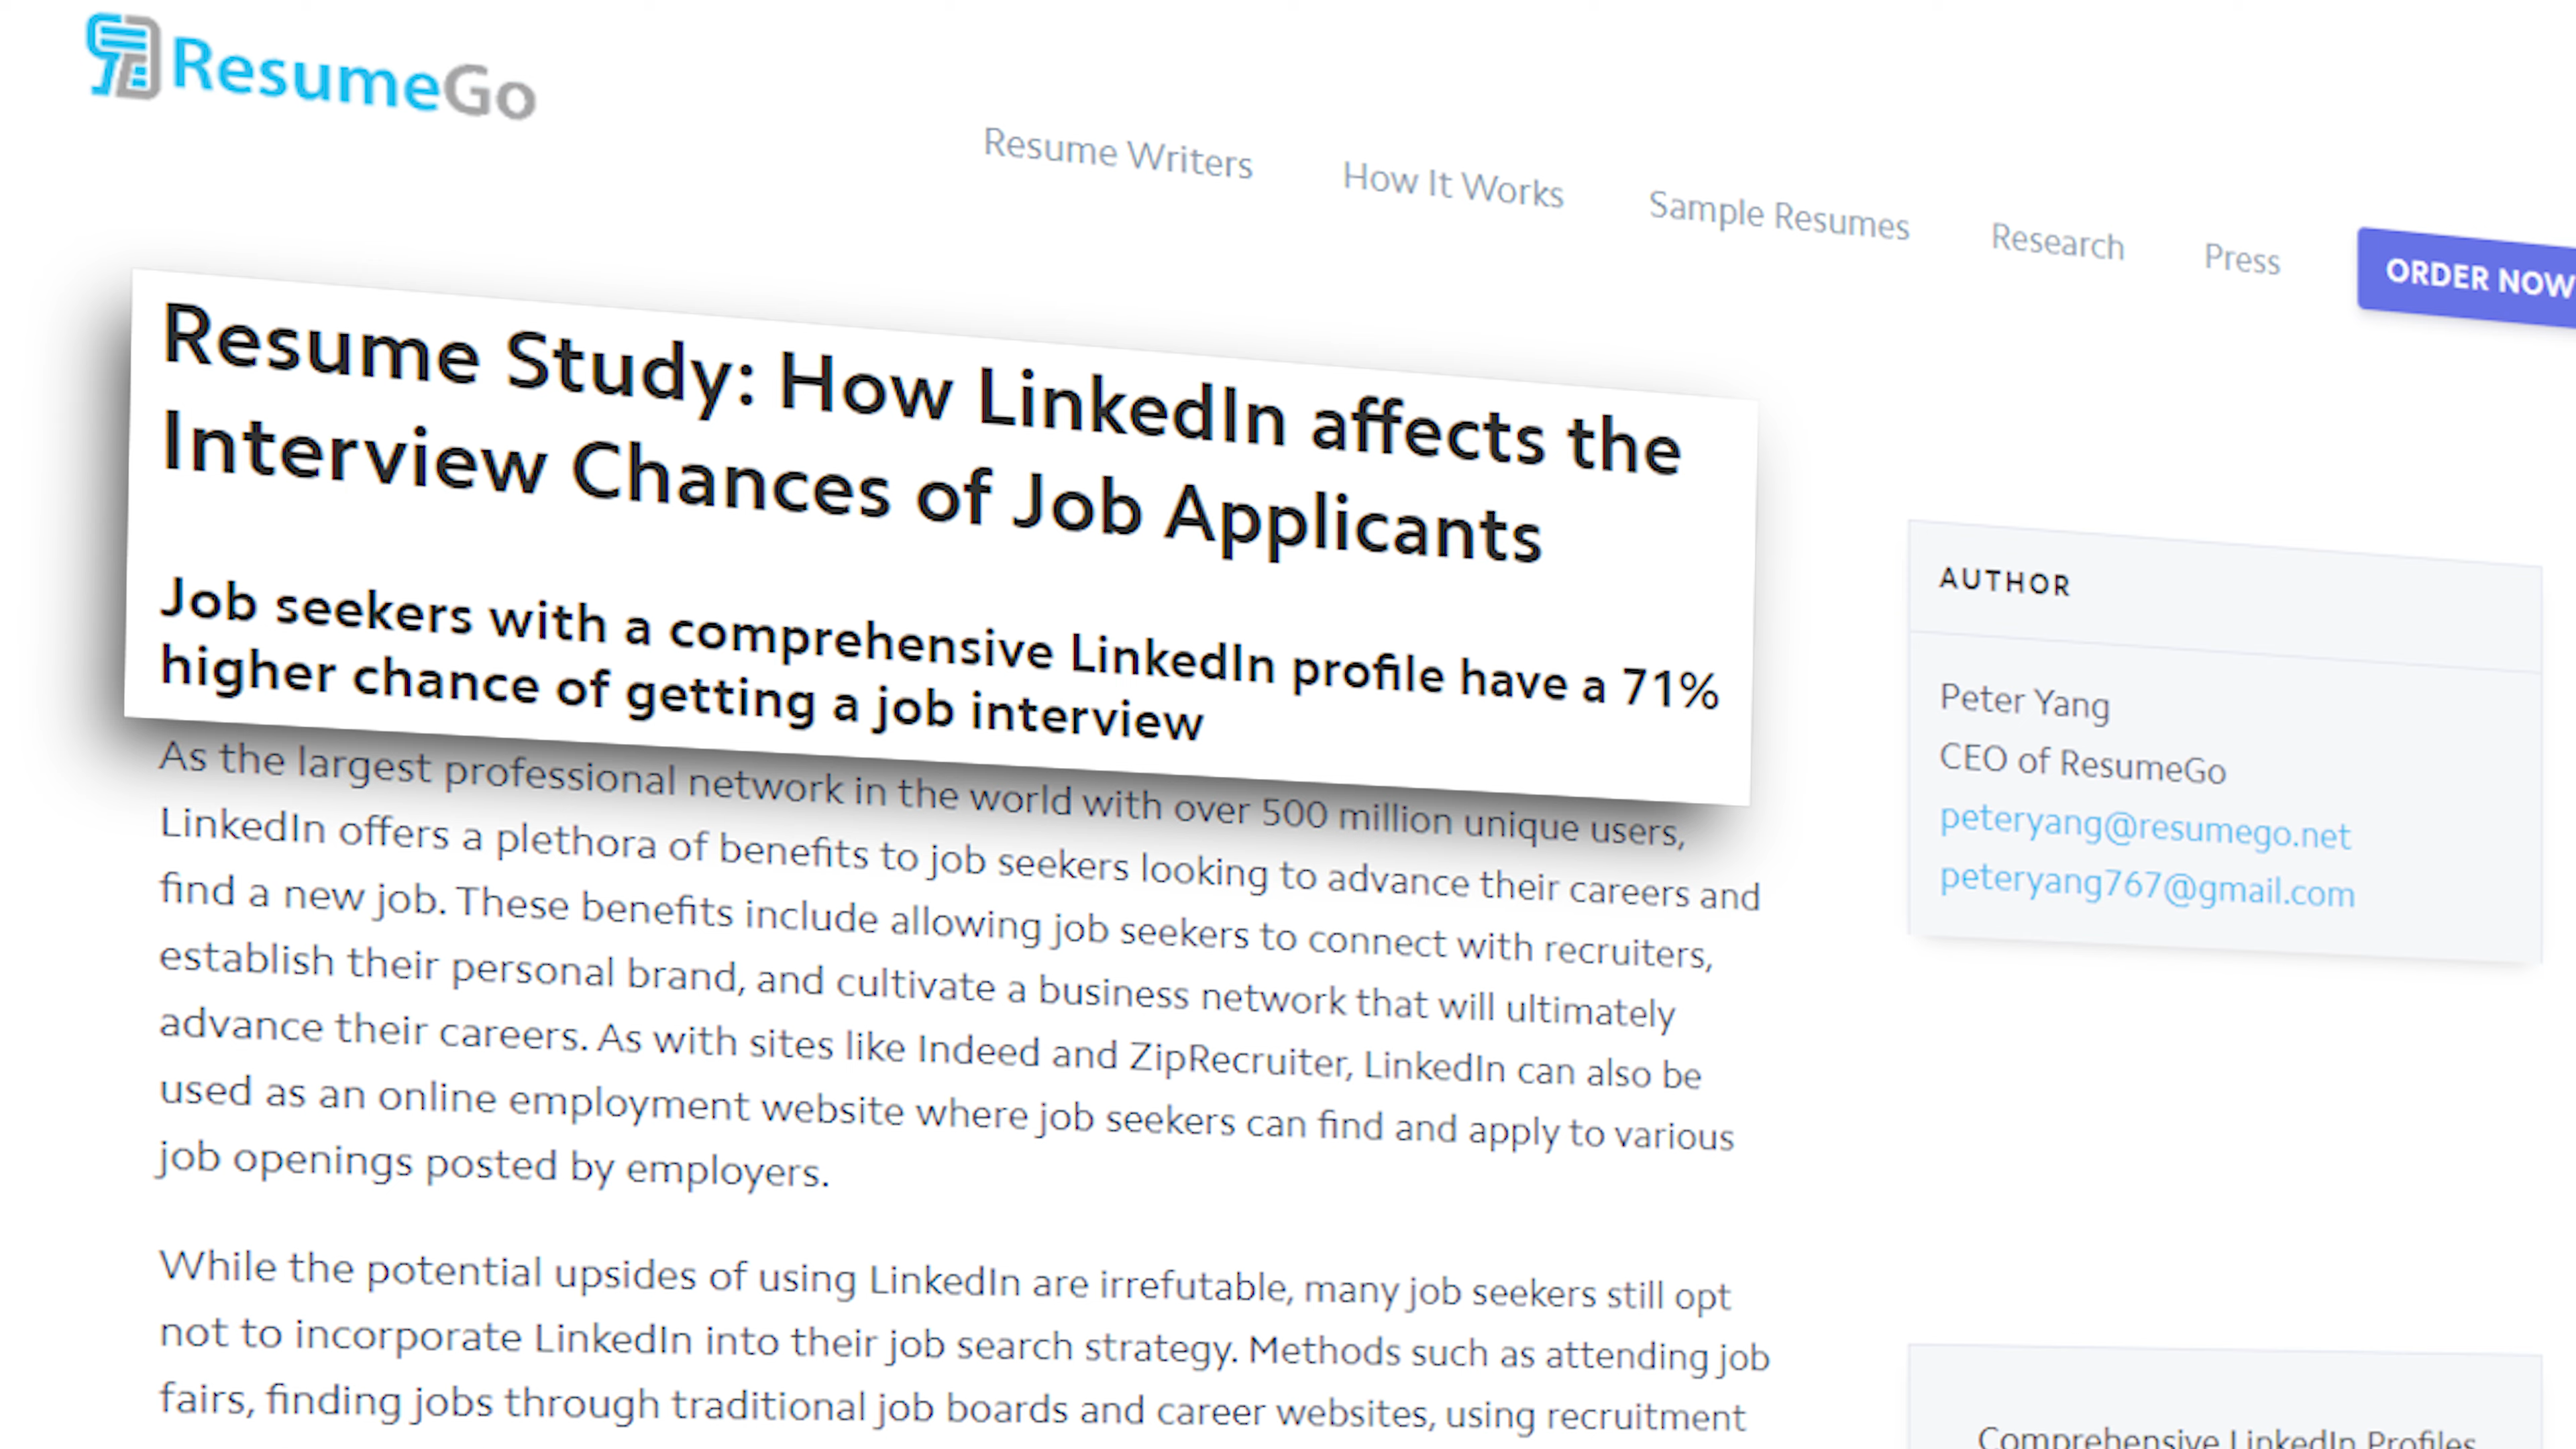 ResumeGo
Resume Writers
How It Works
Sample Resumes
Research
Press
ORDER NOW
Resume Study: How LinkedIn affects the
Interview Chances of Job Applicants
Job seekers with a comprehensive LinkedIn profile have a 71%
higher chance of getting a job interview
As the largest professional network in the world with over 500 million unique users,
LinkedIn offers a plethora of benefits to job seekers looking to advance their careers and
find a new job. These benefits include allowing job seekers to connect with recruiters,
establish their personal brand, and cultivate a business network that will ultimately
advance their careers. As with sites like Indeed and ZipRecruiter, LinkedIn can also be
used as an online employment website where job seekers can find and apply to various
job openings posted by employers.
While the potential upsides of using LinkedIn are irrefutable, many job seekers still opt
not to incorporate LinkedIn into their job search strategy. Methods such as attending job
fairs, finding jobs through traditional job boards and career websites, using recruitment
AUTHOR
Peter Yang
CEO of ResumeGo
peteryang@resumego.net
peteryang767@gmail.com
Comprehensive LinkedIn Profiles